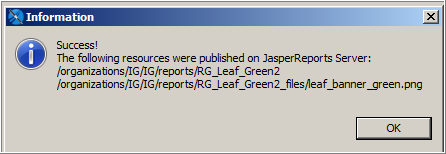 Information
Success!
The following resources were published on JasperReports Server:
/organizations/IG/IG/reports/RG_Leaf_Green2
/organizations/IG/IG/reports/RG_Leaf_Green2_files/leaf_banner_green.png
OK